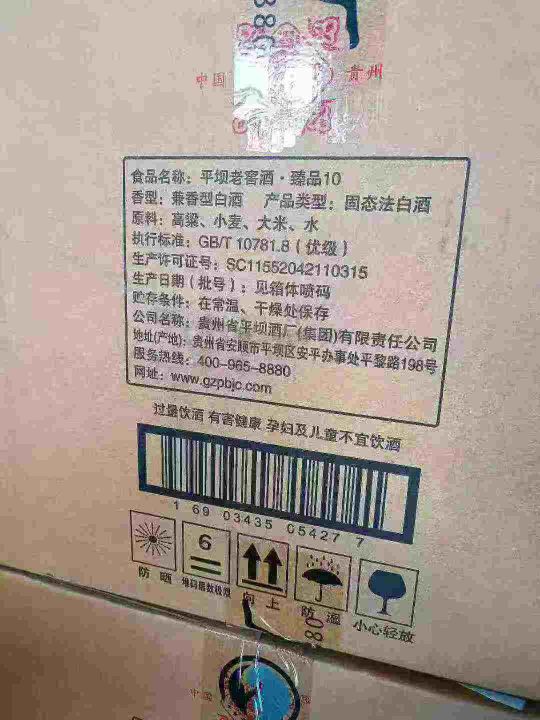 中国 贵州
食品名称：平坝老窖酒·臻品10
香型：兼香型白酒 产品类型：固态法白酒
原料：高粱、小麦、大米、水
执行标准：GB/T 10781.8（优级）
生产许可证号：SC11552042110315
生产日期（批号）：见箱体喷码
贮存条件：在常温、干燥处保存
公司名称：贵州省平坝酒厂(集团)有限责任公司
地址(产地)：贵州省安顺市平坝区安平办事处平黎路198号
服务热线：400-965-8880
网址：www.gzpbjc.com
过量饮酒 有害健康 孕妇及儿童不宜饮酒
1 69 03435 05427 7
6
防晒 堆码层数极限 向上 防湿 小心轻放
中国